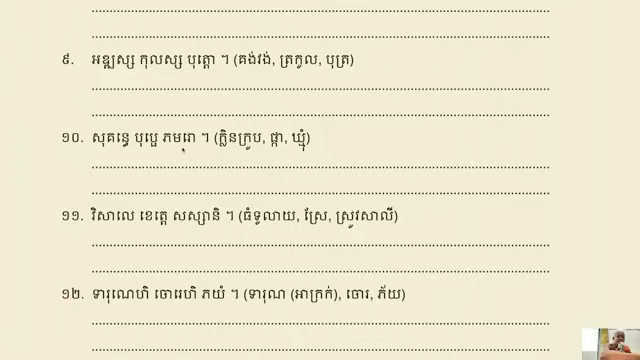 ៩. អឌ្ឍស្ស កុលស្ស បុត្តោ ។ (គង់វង់, ត្រកូល, បុត្រ)
១០. សុគន្ធេ បុប្ផេ ភមរោ ។ (ក្លិនក្រូប, ផ្កា, ឃ្មុំ)
១១. វិសាលេ ខេត្តេ សស្សានិ ។ (ធំទូលាយ, ស្រែ, ស្រូវសាលី)
១២. ទារុណេហិ ចោរេហិ ភយំ ។ (ទារុណ (អាក្រក់), ចោរ, ភ័យ)